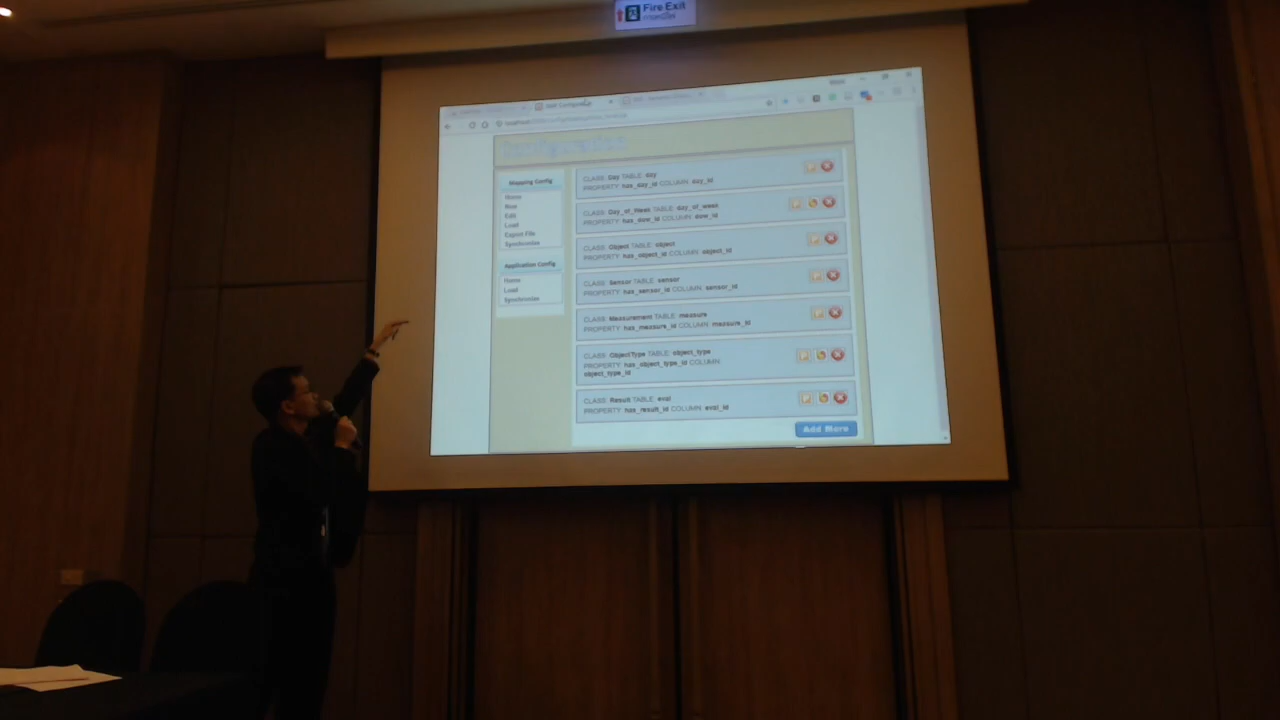 Fire Exit
Configuration
Mapping Config
Home
New
Edit
Load
Export File
Synchronize
Application Config
Home
Load
Synchronize
CLASS: Day TABLE: day
PROPERTY: has_day_id COLUMN: day_id
CLASS: Day_of_Week TABLE: day_of_week
PROPERTY: has_dow_id COLUMN: dow_id
CLASS: Object TABLE: object
PROPERTY: has_object_id COLUMN: object_id
CLASS: Sensor TABLE: sensor
PROPERTY: has_sensor_id COLUMN: sensor_id
CLASS: Measurement TABLE: measure
PROPERTY: has_measure_id COLUMN: measure_id
CLASS: ObjectType TABLE: object_type
PROPERTY: has_object_type_id COLUMN:
object_type_id
CLASS: Result TABLE: eval
PROPERTY: has_result_id COLUMN: eval_id
Add More